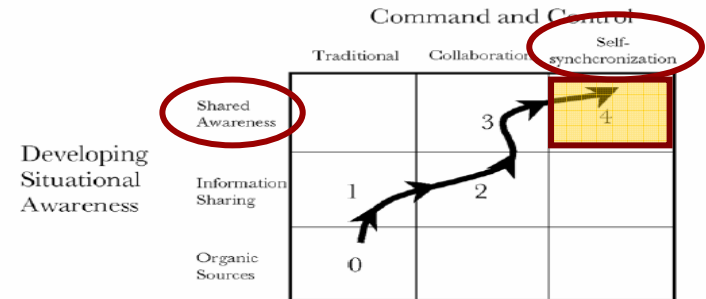 Command and Control
Traditional
Collaboration
Self-
synchcronization
Shared
Awareness
3
4
Developing
Situational
Awareness
Information
Sharing
1
2
Organic
Sources
0